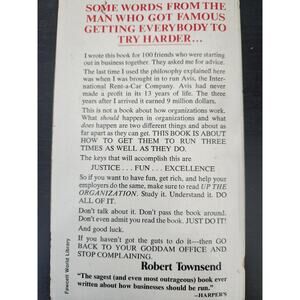 SOME WORDS FROM THE
MAN WHO GOT FAMOUS
GETTING EVERYBODY TO
TRY HARDER...
I wrote this book for 100 friends who were starting
out in business together. They asked me for advice.
The last time I used the philosophy explained here
was when I was brought in to run Avis, the Inter-
national Rent-a-Car Company. Avis had never
made a profit in its 13 years of life. The three
years after I arrived it earned 9 million dollars.
This is not a book about how organizations work.
What should happen in organizations and what
does happen are two different things and about as
far apart as they can get. THIS BOOK IS ABOUT
HOW TO GET THEM TO RUN THREE
TIMES AS WELL AS THEY DO.
The keys that will accomplish this are
JUSTICE . . . FUN . . . EXCELLENCE
So if you want to have fun, get rich, and help your
employers do the same, make sure to read UP THE
ORGANIZATION. Study it. Understand it. DO
ALL OF IT.
Don't talk about it. Don't pass the book around.
Don't even admit you read the book. JUST DO IT!
And good luck.
If you haven't got the guts to do it—then GO
BACK TO YOUR GODDAM OFFICE AND
STOP COMPLAINING.
Robert Townsend
"The sagest (and even most outrageous) book ever
written about how businesses should be run."
—HARPER'S
Fawcett World Library